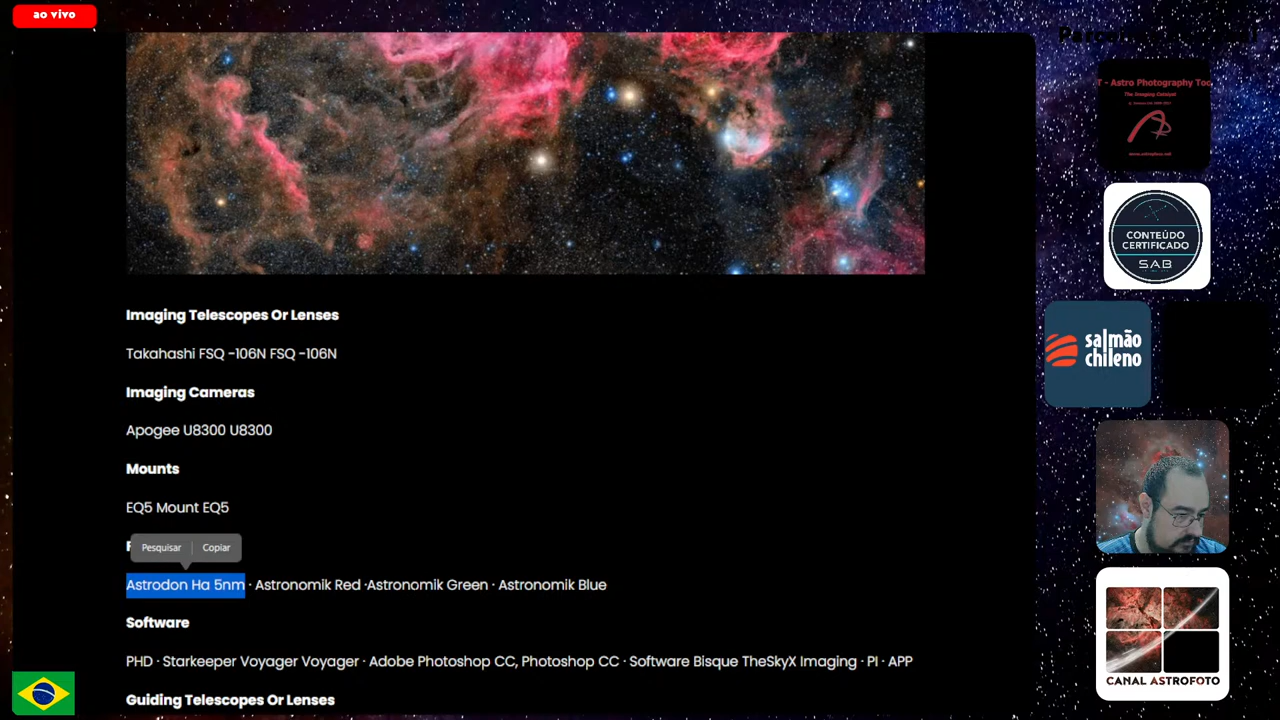 ao vivo
T - Astro Photography Too
The Imaging Catalyst
CONTEÚDO
CERTIFICADO
SAB
salmão
chileno
Imaging Telescopes Or Lenses
Takahashi FSQ -106N FSQ -106N
Imaging Cameras
Apogee U8300 U8300
Mounts
EQ5 Mount EQ5
Pesquisar
Copiar
Astrodon Ha 5nm · Astronomik Red ·Astronomik Green · Astronomik Blue
Software
PHD · Starkeeper Voyager Voyager · Adobe Photoshop CC, Photoshop CC · Software Bisque TheSkyX Imaging · PI · APP
Guiding Telescopes Or Lenses
CANAL ASTROFOTO